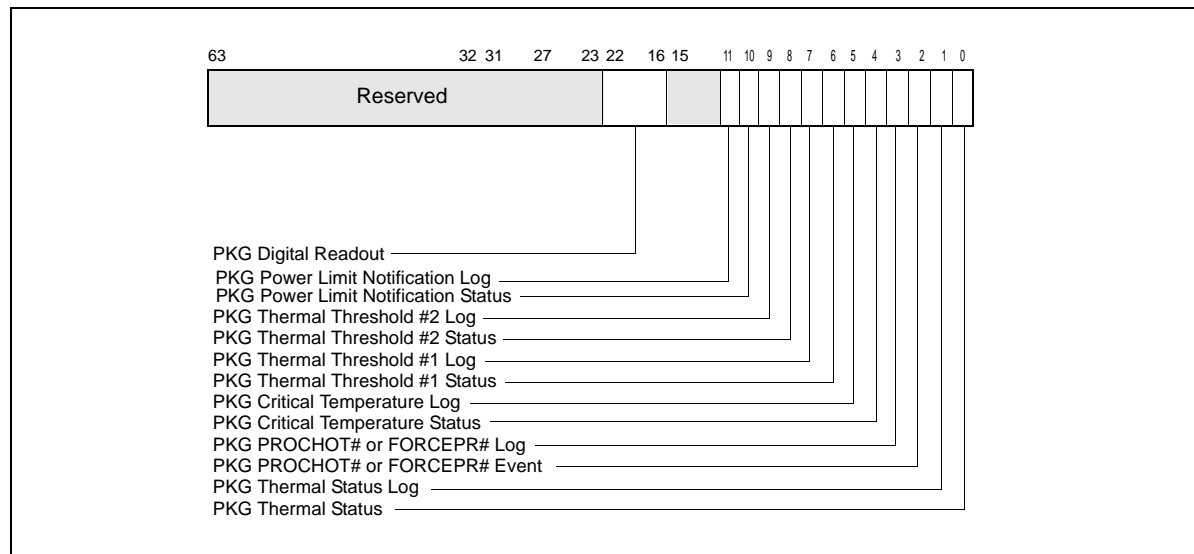 63 32 31 27 23 22 16 15 11 10 9 8 7 6 5 4 3 2 1 0
Reserved
PKG Digital Readout
PKG Power Limit Notification Log
PKG Power Limit Notification Status
PKG Thermal Threshold #2 Log
PKG Thermal Threshold #2 Status
PKG Thermal Threshold #1 Log
PKG Thermal Threshold #1 Status
PKG Critical Temperature Log
PKG Critical Temperature Status
PKG PROCHOT# or FORCEPR# Log
PKG PROCHOT# or FORCEPR# Event
PKG Thermal Status Log
PKG Thermal Status